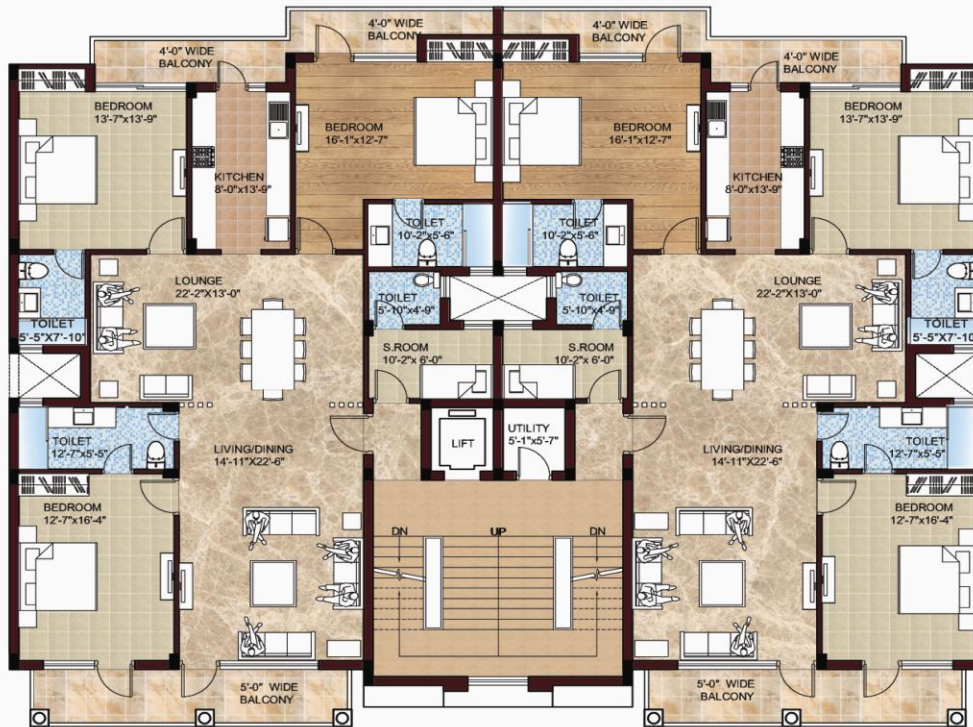 4'-0" WIDE
BALCONY
4'-0" WIDE
BALCONY
4'-0" WIDE
BALCONY
4'-0" WIDE
BALCONY
BEDROOM
13'-7"x13'-9"
BEDROOM
16'-1"x12'-7"
BEDROOM
16'-1"x12'-7"
BEDROOM
13'-7"x13'-9"
KITCHEN
8'-0"x13'-9"
KITCHEN
8'-0"x13'-9"
TOILET
10'-2"x5'-6"
TOILET
10'-2"x5'-6"
LOUNGE
22'-2"X13'-0"
LOUNGE
22'-2"X13'-0"
TOILET
5'-10"x4'-9"
TOILET
5'-10"x4'-9"
TOILET
5'-5"X7'-10"
TOILET
5'-5"X7'-10"
S.ROOM
10'-2"x 6'-0"
S.ROOM
10'-2"x 6'-0"
TOILET
12'-7"x5'-5"
LIVING/DINING
14'-11"X22'-6"
LIFT
UTILITY
5'-1"x5'-7"
LIVING/DINING
14'-11"X22'-6"
TOILET
12'-7"x5'-5"
BEDROOM
12'-7"x16'-4"
BEDROOM
12'-7"x16'-4"
DN
UP
DN
5'-0" WIDE
BALCONY
5'-0" WIDE
BALCONY